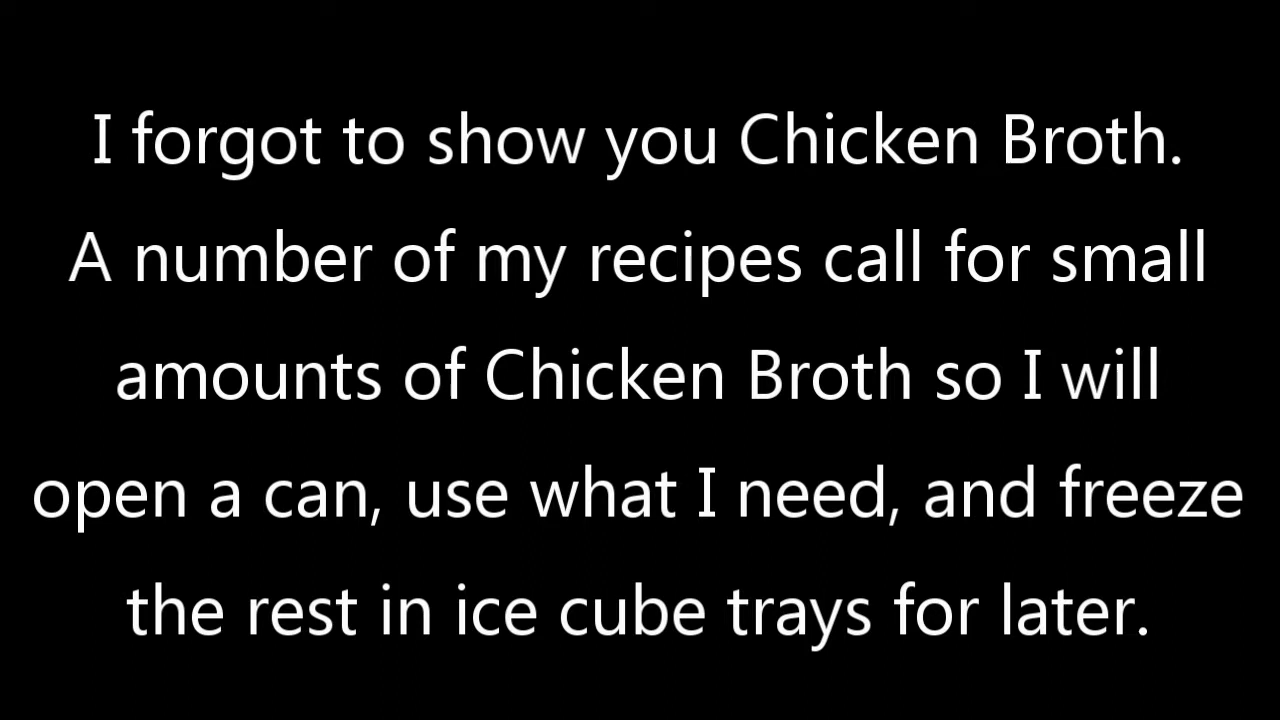 I forgot to show you Chicken Broth.
A number of my recipes call for small
amounts of Chicken Broth so I will
open a can, use what I need, and freeze
the rest in ice cube trays for later.